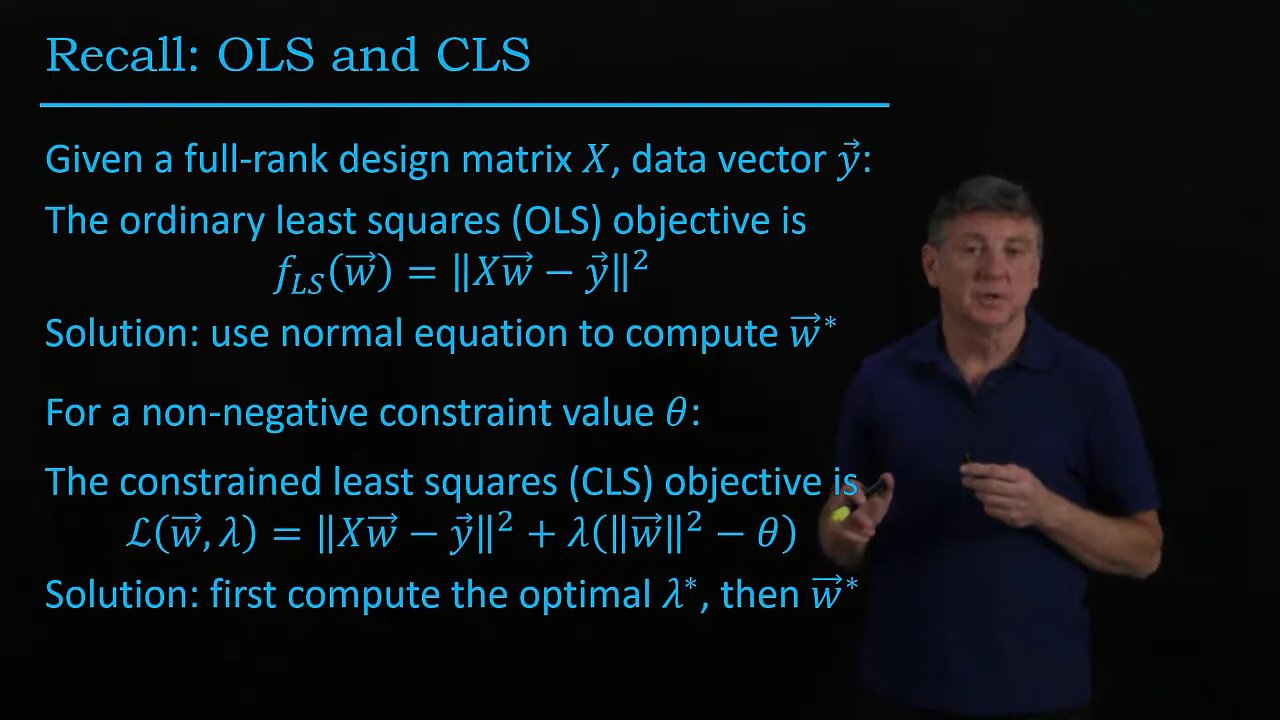 Recall: OLS and CLS
Given a full-rank design matrix X, data vector y⃗:
The ordinary least squares (OLS) objective is
f_LS(w⃗) = ‖Xw⃗ − y⃗‖²
Solution: use normal equation to compute w⃗*
For a non-negative constraint value θ:
The constrained least squares (CLS) objective is
ℒ(w⃗, λ) = ‖Xw⃗ − y⃗‖² + λ(‖w⃗‖² − θ)
Solution: first compute the optimal λ*, then w⃗*